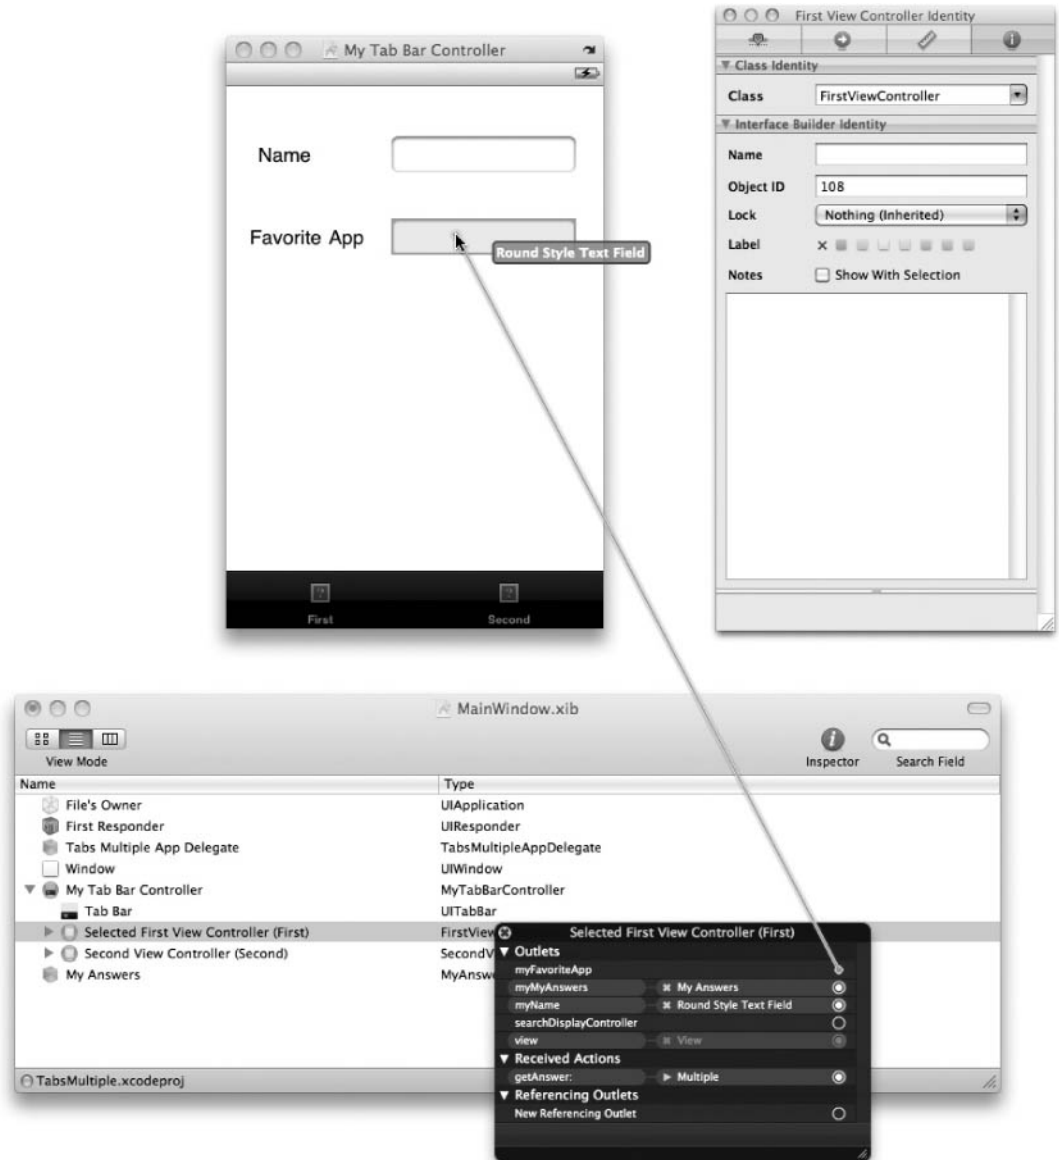 My Tab Bar Controller
Name
Favorite App
Round Style Text Field
First
Second
First View Controller Identity
Class Identity
Class FirstViewController
Interface Builder Identity
Name
Object ID 108
Lock Nothing (Inherited)
Label
Notes Show With Selection
MainWindow.xib
View Mode
Inspector
Search Field
Name Type
File's Owner UIApplication
First Responder UIResponder
Tabs Multiple App Delegate TabsMultipleAppDelegate
Window UIWindow
My Tab Bar Controller MyTabBarController
Tab Bar UITabBar
Selected First View Controller (First) FirstView
Second View Controller (Second) SecondV
My Answers MyAnswe
TabsMultiple.xcodeproj
Selected First View Controller (First)
Outlets
myFavoriteApp
myMyAnswers My Answers
myName Round Style Text Field
searchDisplayController
view View
Received Actions
getAnswer: Multiple
Referencing Outlets
New Referencing Outlet